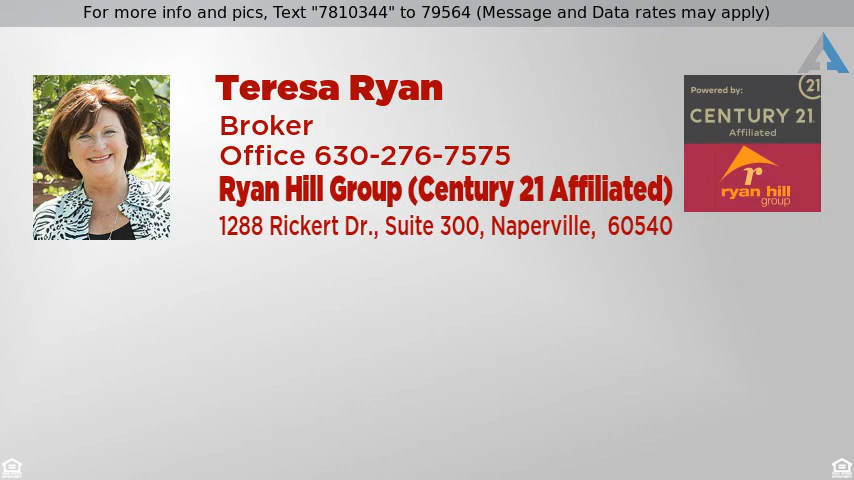 For more info and pics, Text "7810344" to 79564 (Message and Data rates may apply)
Teresa Ryan
Broker
Office 630-276-7575
Ryan Hill Group (Century 21 Affiliated)
1288 Rickert Dr., Suite 300, Naperville, 60540
Powered by:
21
CENTURY 21
Affiliated
r
ryan hill
group